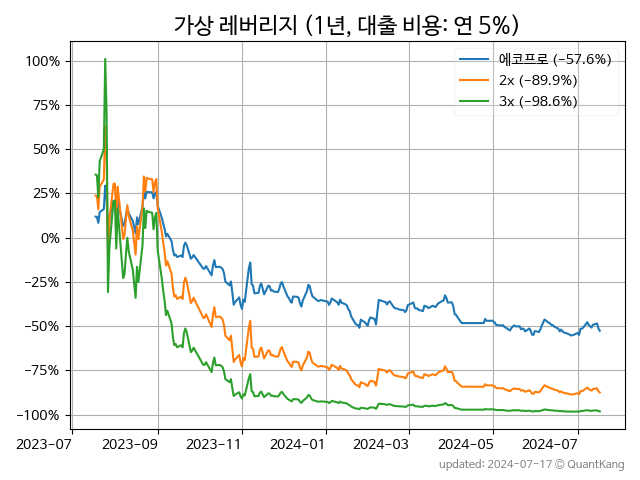 가상 레버리지 (1년, 대출 비용: 연 5%)
에코프로 (−57.6%)
2x (−89.9%)
3x (−98.6%)
100%
75%
50%
25%
0%
−25%
−50%
−75%
−100%
2023-07 2023-09 2023-11 2024-01 2024-03 2024-05 2024-07
updated: 2024-07-17 © QuantKang